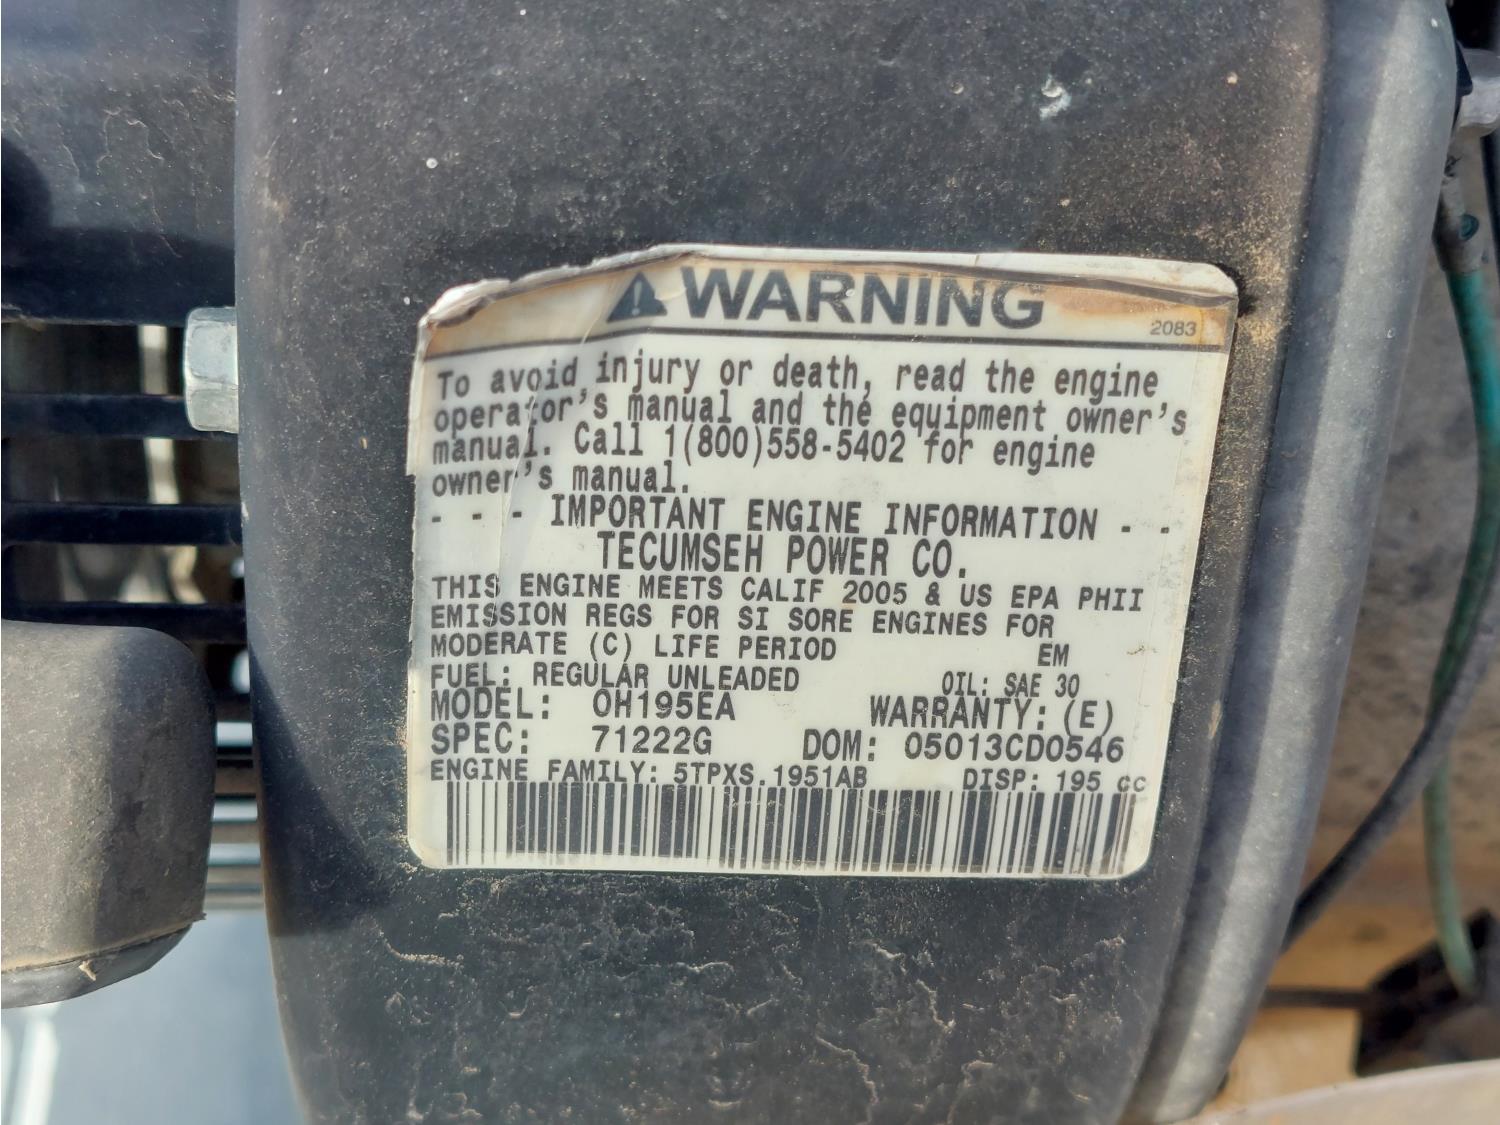 WARNING
2083
To avoid injury or death, read the engine
operator's manual and the equipment owner's
manual. Call 1(800)558-5402 for engine
owner's manual.
- - - IMPORTANT ENGINE INFORMATION - -
TECUMSEH POWER CO.
THIS ENGINE MEETS CALIF 2005 & US EPA PHII
EMISSION REGS FOR SI SORE ENGINES FOR
MODERATE (C) LIFE PERIOD EM
FUEL: REGULAR UNLEADED OIL: SAE 30
MODEL: OH195EA WARRANTY: (E)
SPEC: 71222G DOM: 05013CD0546
ENGINE FAMILY: 5TPXS.1951AB DISP: 195 cc